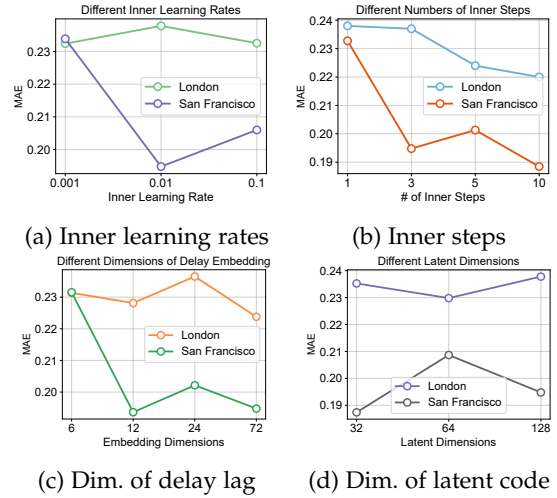 Different Inner Learning Rates
0.23
0.22
0.21
0.20
MAE
London
San Francisco
0.001
0.01
0.1
Inner Learning Rate
(a) Inner learning rates
Different Numbers of Inner Steps
0.24
0.23
0.22
0.21
0.20
0.19
MAE
London
San Francisco
1
3
5
10
# of Inner Steps
(b) Inner steps
Different Dimensions of Delay Embedding
0.23
0.22
0.21
0.20
MAE
London
San Francisco
6
12
24
72
Embedding Dimensions
(c) Dim. of delay lag
Different Latent Dimensions
0.24
0.23
0.22
0.21
0.20
0.19
MAE
London
San Francisco
32
64
128
Latent Dimensions
(d) Dim. of latent code